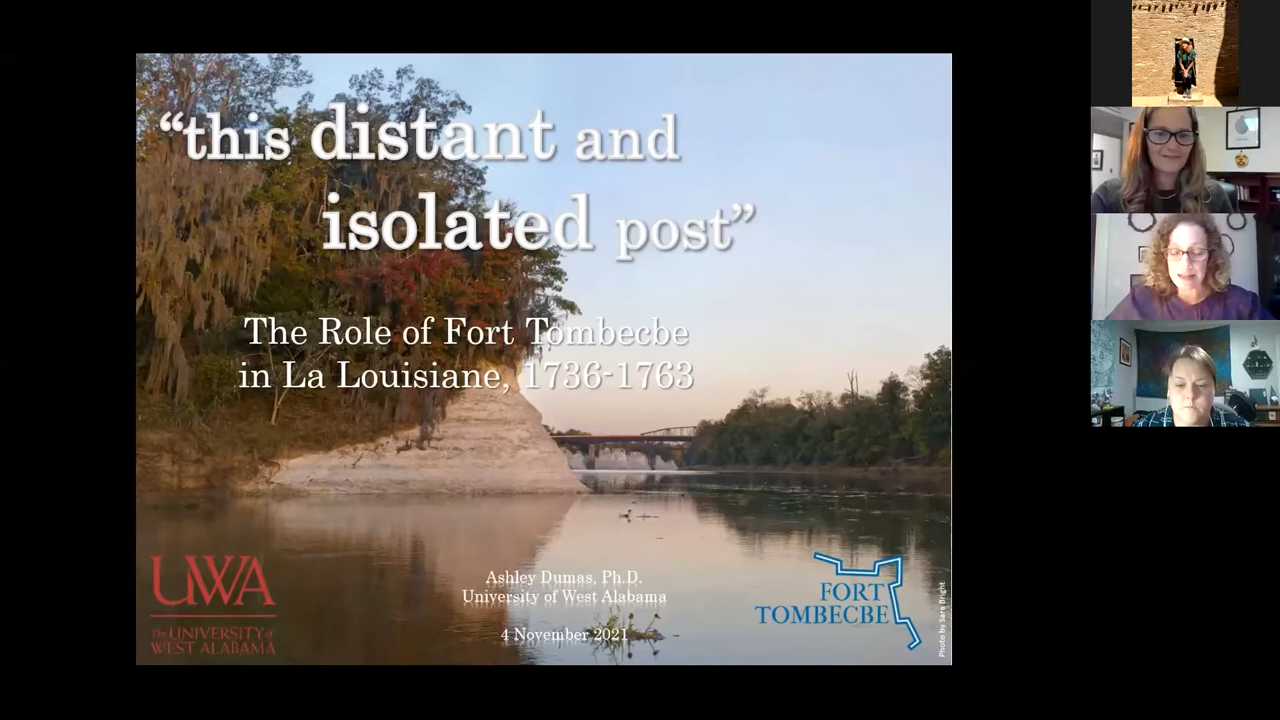 “this distant and
isolated post”
The Role of Fort Tombecbe
in La Louisiane, 1736-1763
Ashley Dumas, Ph.D.
University of West Alabama
4 November 2021
UWA
The UNIVERSITY of
WEST ALABAMA
FORT
TOMBECBE
Photo by Sara Bright